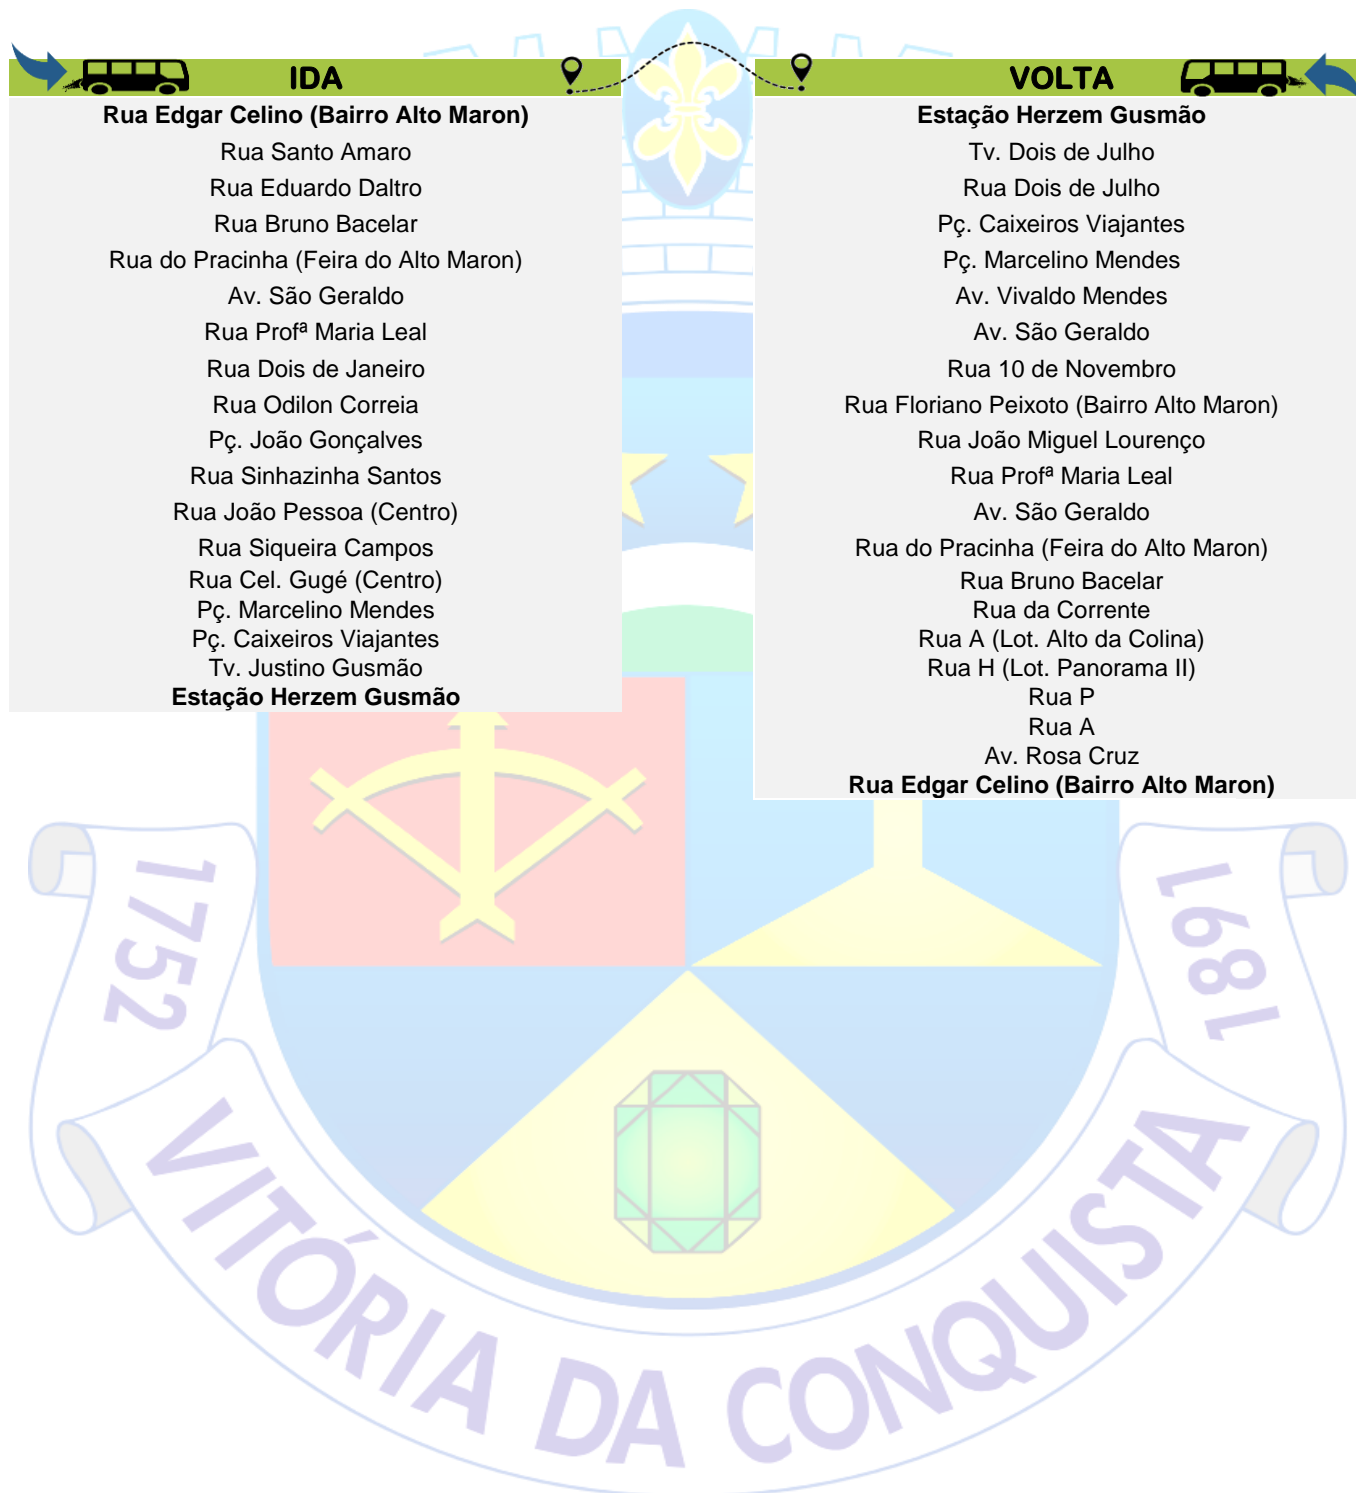 IDA
Rua Edgar Celino (Bairro Alto Maron)
Rua Santo Amaro
Rua Eduardo Daltro
Rua Bruno Bacelar
Rua do Pracinha (Feira do Alto Maron)
Av. São Geraldo
Rua Profª Maria Leal
Rua Dois de Janeiro
Rua Odilon Correia
Pç. João Gonçalves
Rua Sinhazinha Santos
Rua João Pessoa (Centro)
Rua Siqueira Campos
Rua Cel. Gugé (Centro)
Pç. Marcelino Mendes
Pç. Caixeiros Viajantes
Tv. Justino Gusmão
Estação Herzem Gusmão
VOLTA
Estação Herzem Gusmão
Tv. Dois de Julho
Rua Dois de Julho
Pç. Caixeiros Viajantes
Pç. Marcelino Mendes
Av. Vivaldo Mendes
Av. São Geraldo
Rua 10 de Novembro
Rua Floriano Peixoto (Bairro Alto Maron)
Rua João Miguel Lourenço
Rua Profª Maria Leal
Av. São Geraldo
Rua do Pracinha (Feira do Alto Maron)
Rua Bruno Bacelar
Rua da Corrente
Rua A (Lot. Alto da Colina)
Rua H (Lot. Panorama II)
Rua P
Rua A
Av. Rosa Cruz
Rua Edgar Celino (Bairro Alto Maron)
1752
1891
VITÓRIA DA CONQUISTA